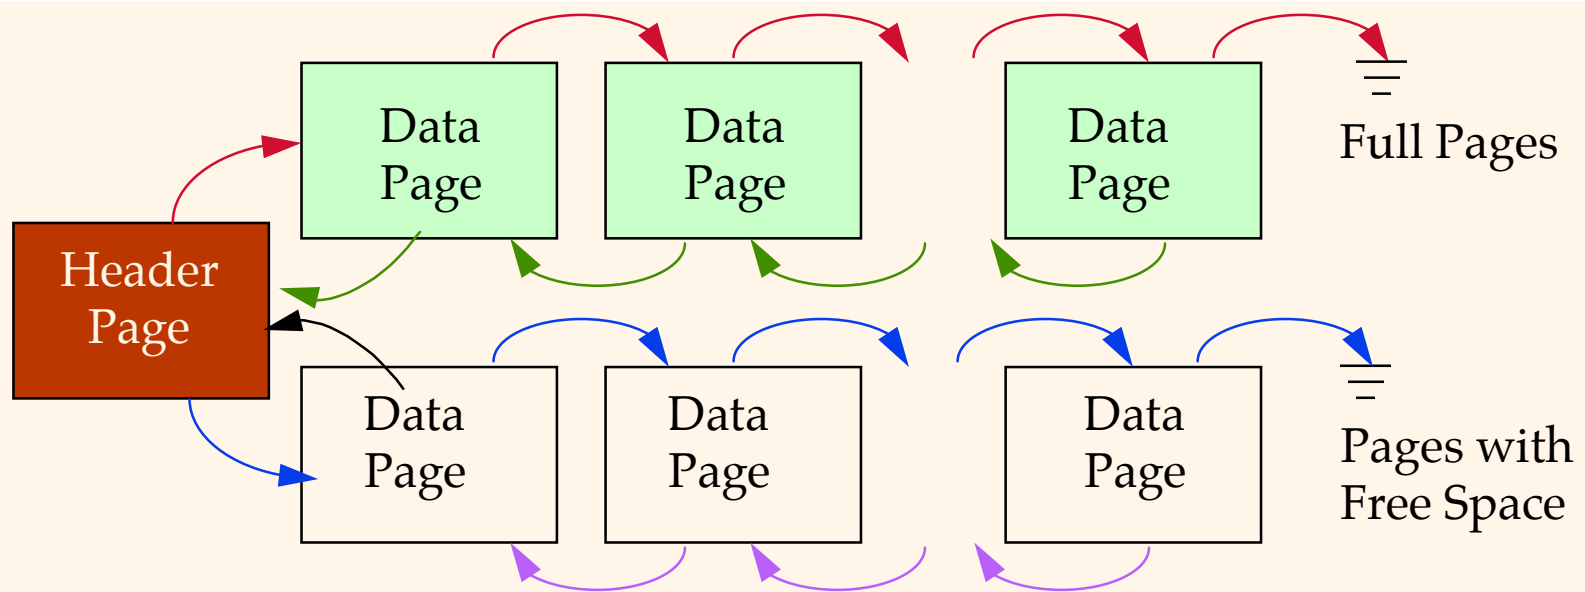 Data
Page
Data
Page
Data
Page
Full Pages
Header
Page
Data
Page
Data
Page
Data
Page
Pages with
Free Space